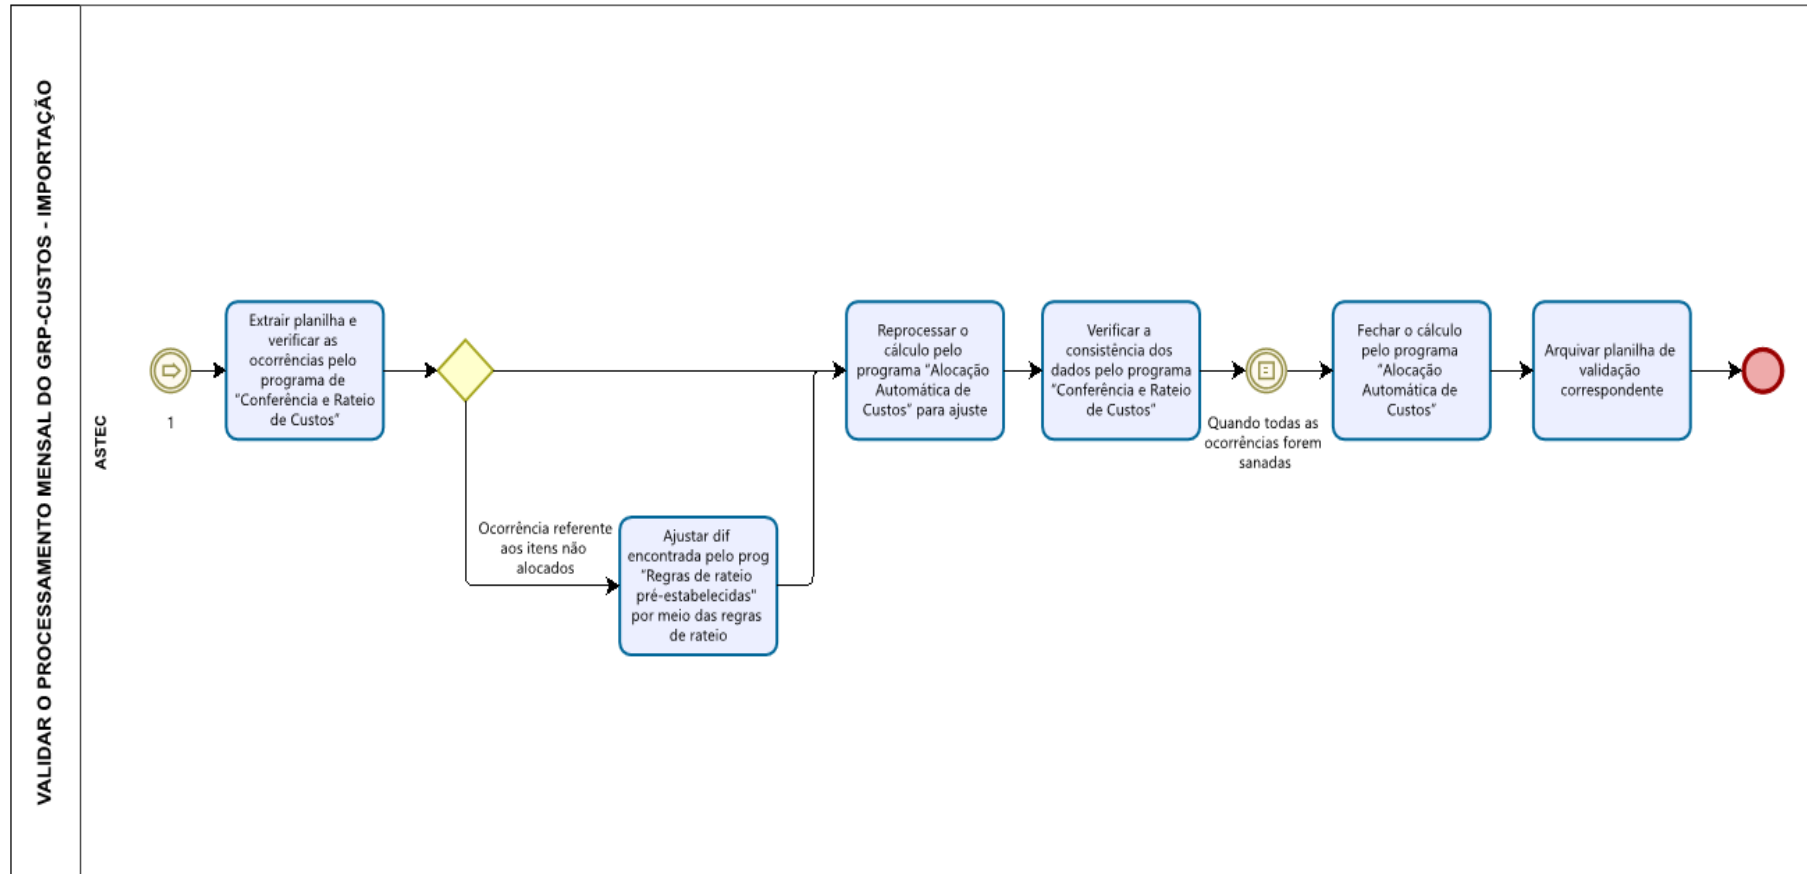 VALIDAR O PROCESSAMENTO MENSAL DO GRP-CUSTOS - IMPORTAÇÃO
ASTEC
1
Extrair planilha e
verificar as
ocorrências pelo
programa de
“Conferência e Rateio
de Custos”
Ocorrência referente
aos itens não
alocados
Ajustar dif
encontrada pelo prog
“Regras de rateio
pré-estabelecidas”
por meio das regras
de rateio
Reprocessar o
cálculo pelo
programa “Alocação
Automática de
Custos” para ajuste
Verificar a
consistência dos
dados pelo programa
“Conferência e Rateio
de Custos”
Quando todas as
ocorrências forem
sanadas
Fechar o cálculo
pelo programa
“Alocação
Automática de
Custos”
Arquivar planilha de
validação
correspondente